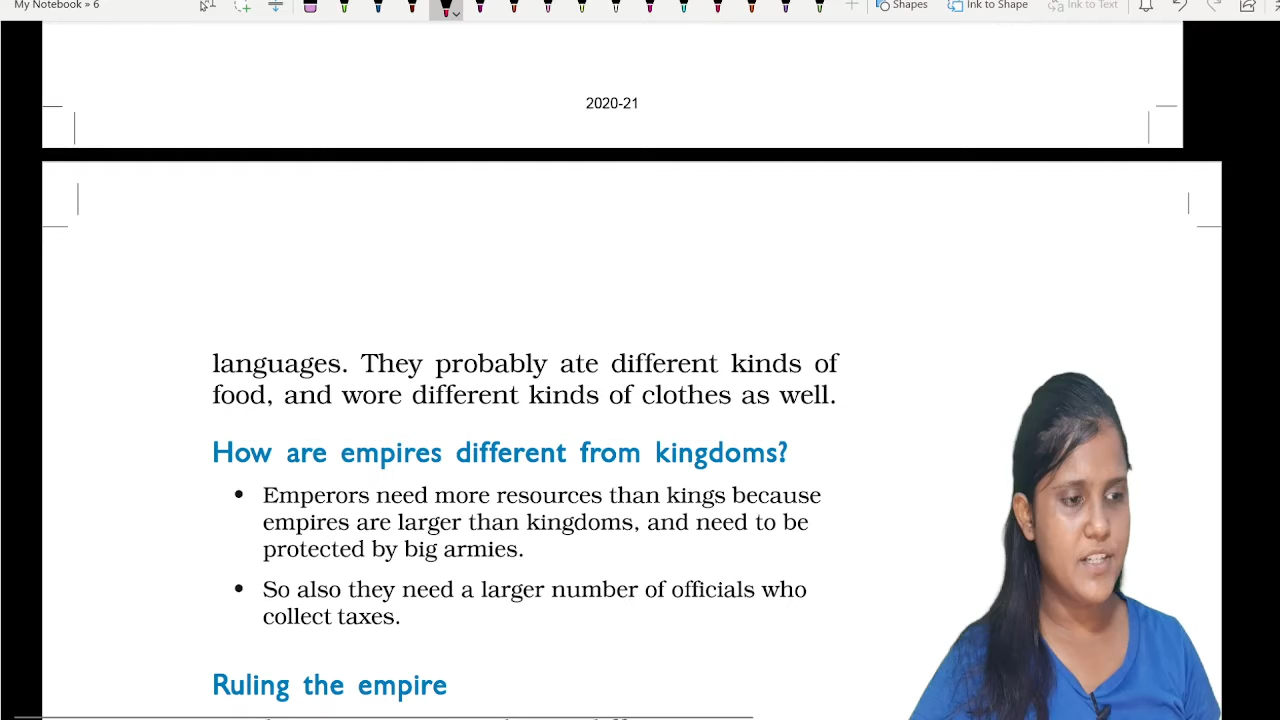 My Notebook » 6
Shapes
Ink to Shape
Ink to Text
2020-21
languages. They probably ate different kinds of
food, and wore different kinds of clothes as well.
How are empires different from kingdoms?
• Emperors need more resources than kings because
empires are larger than kingdoms, and need to be
protected by big armies.
• So also they need a larger number of officials who
collect taxes.
Ruling the empire